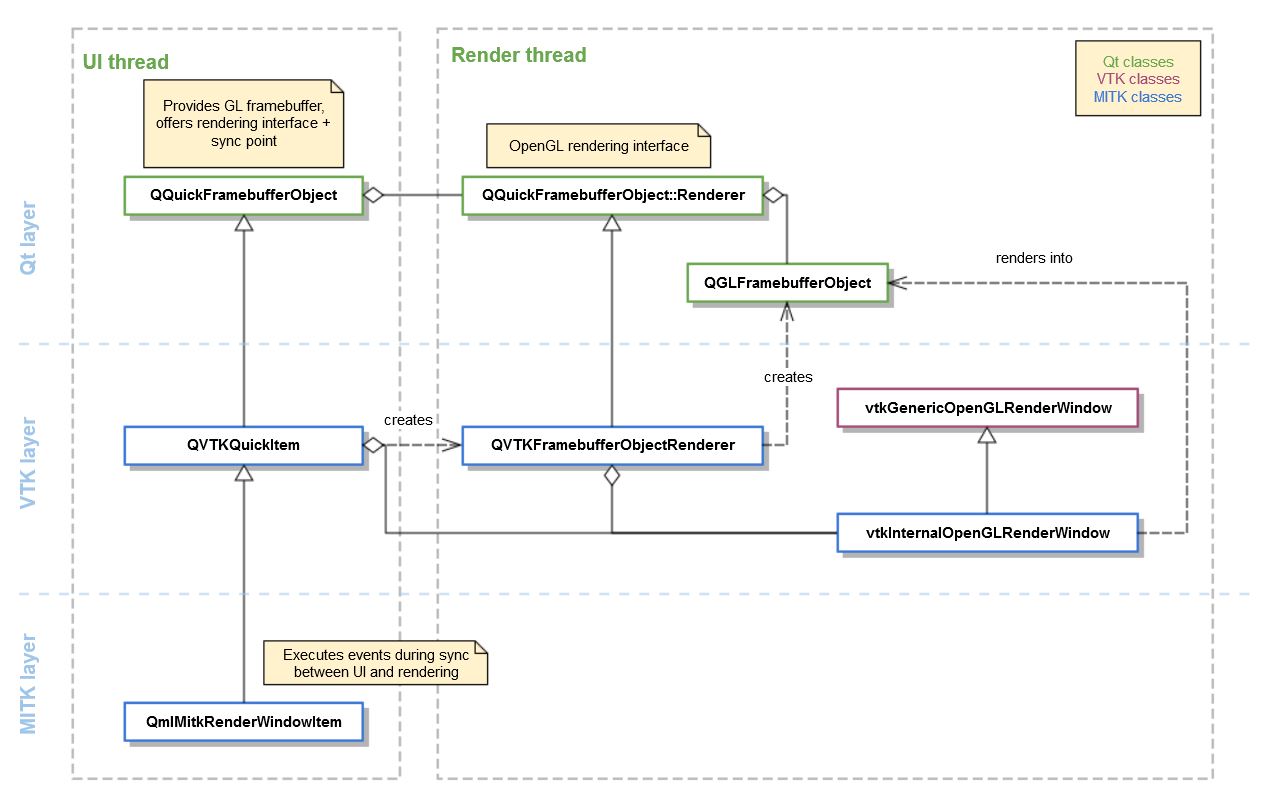 UI thread
Render thread
Qt classes
VTK classes
MITK classes
Provides GL framebuffer,
offers rendering interface +
sync point
OpenGL rendering interface
Qt layer
QQuickFramebufferObject
QQuickFramebufferObject::Renderer
renders into
QGLFramebufferObject
creates
VTK layer
vtkGenericOpenGLRenderWindow
creates
QVTKQuickItem
QVTKFramebufferObjectRenderer
vtkInternalOpenGLRenderWindow
MITK layer
Executes events during sync
between UI and rendering
QmlMitkRenderWindowItem